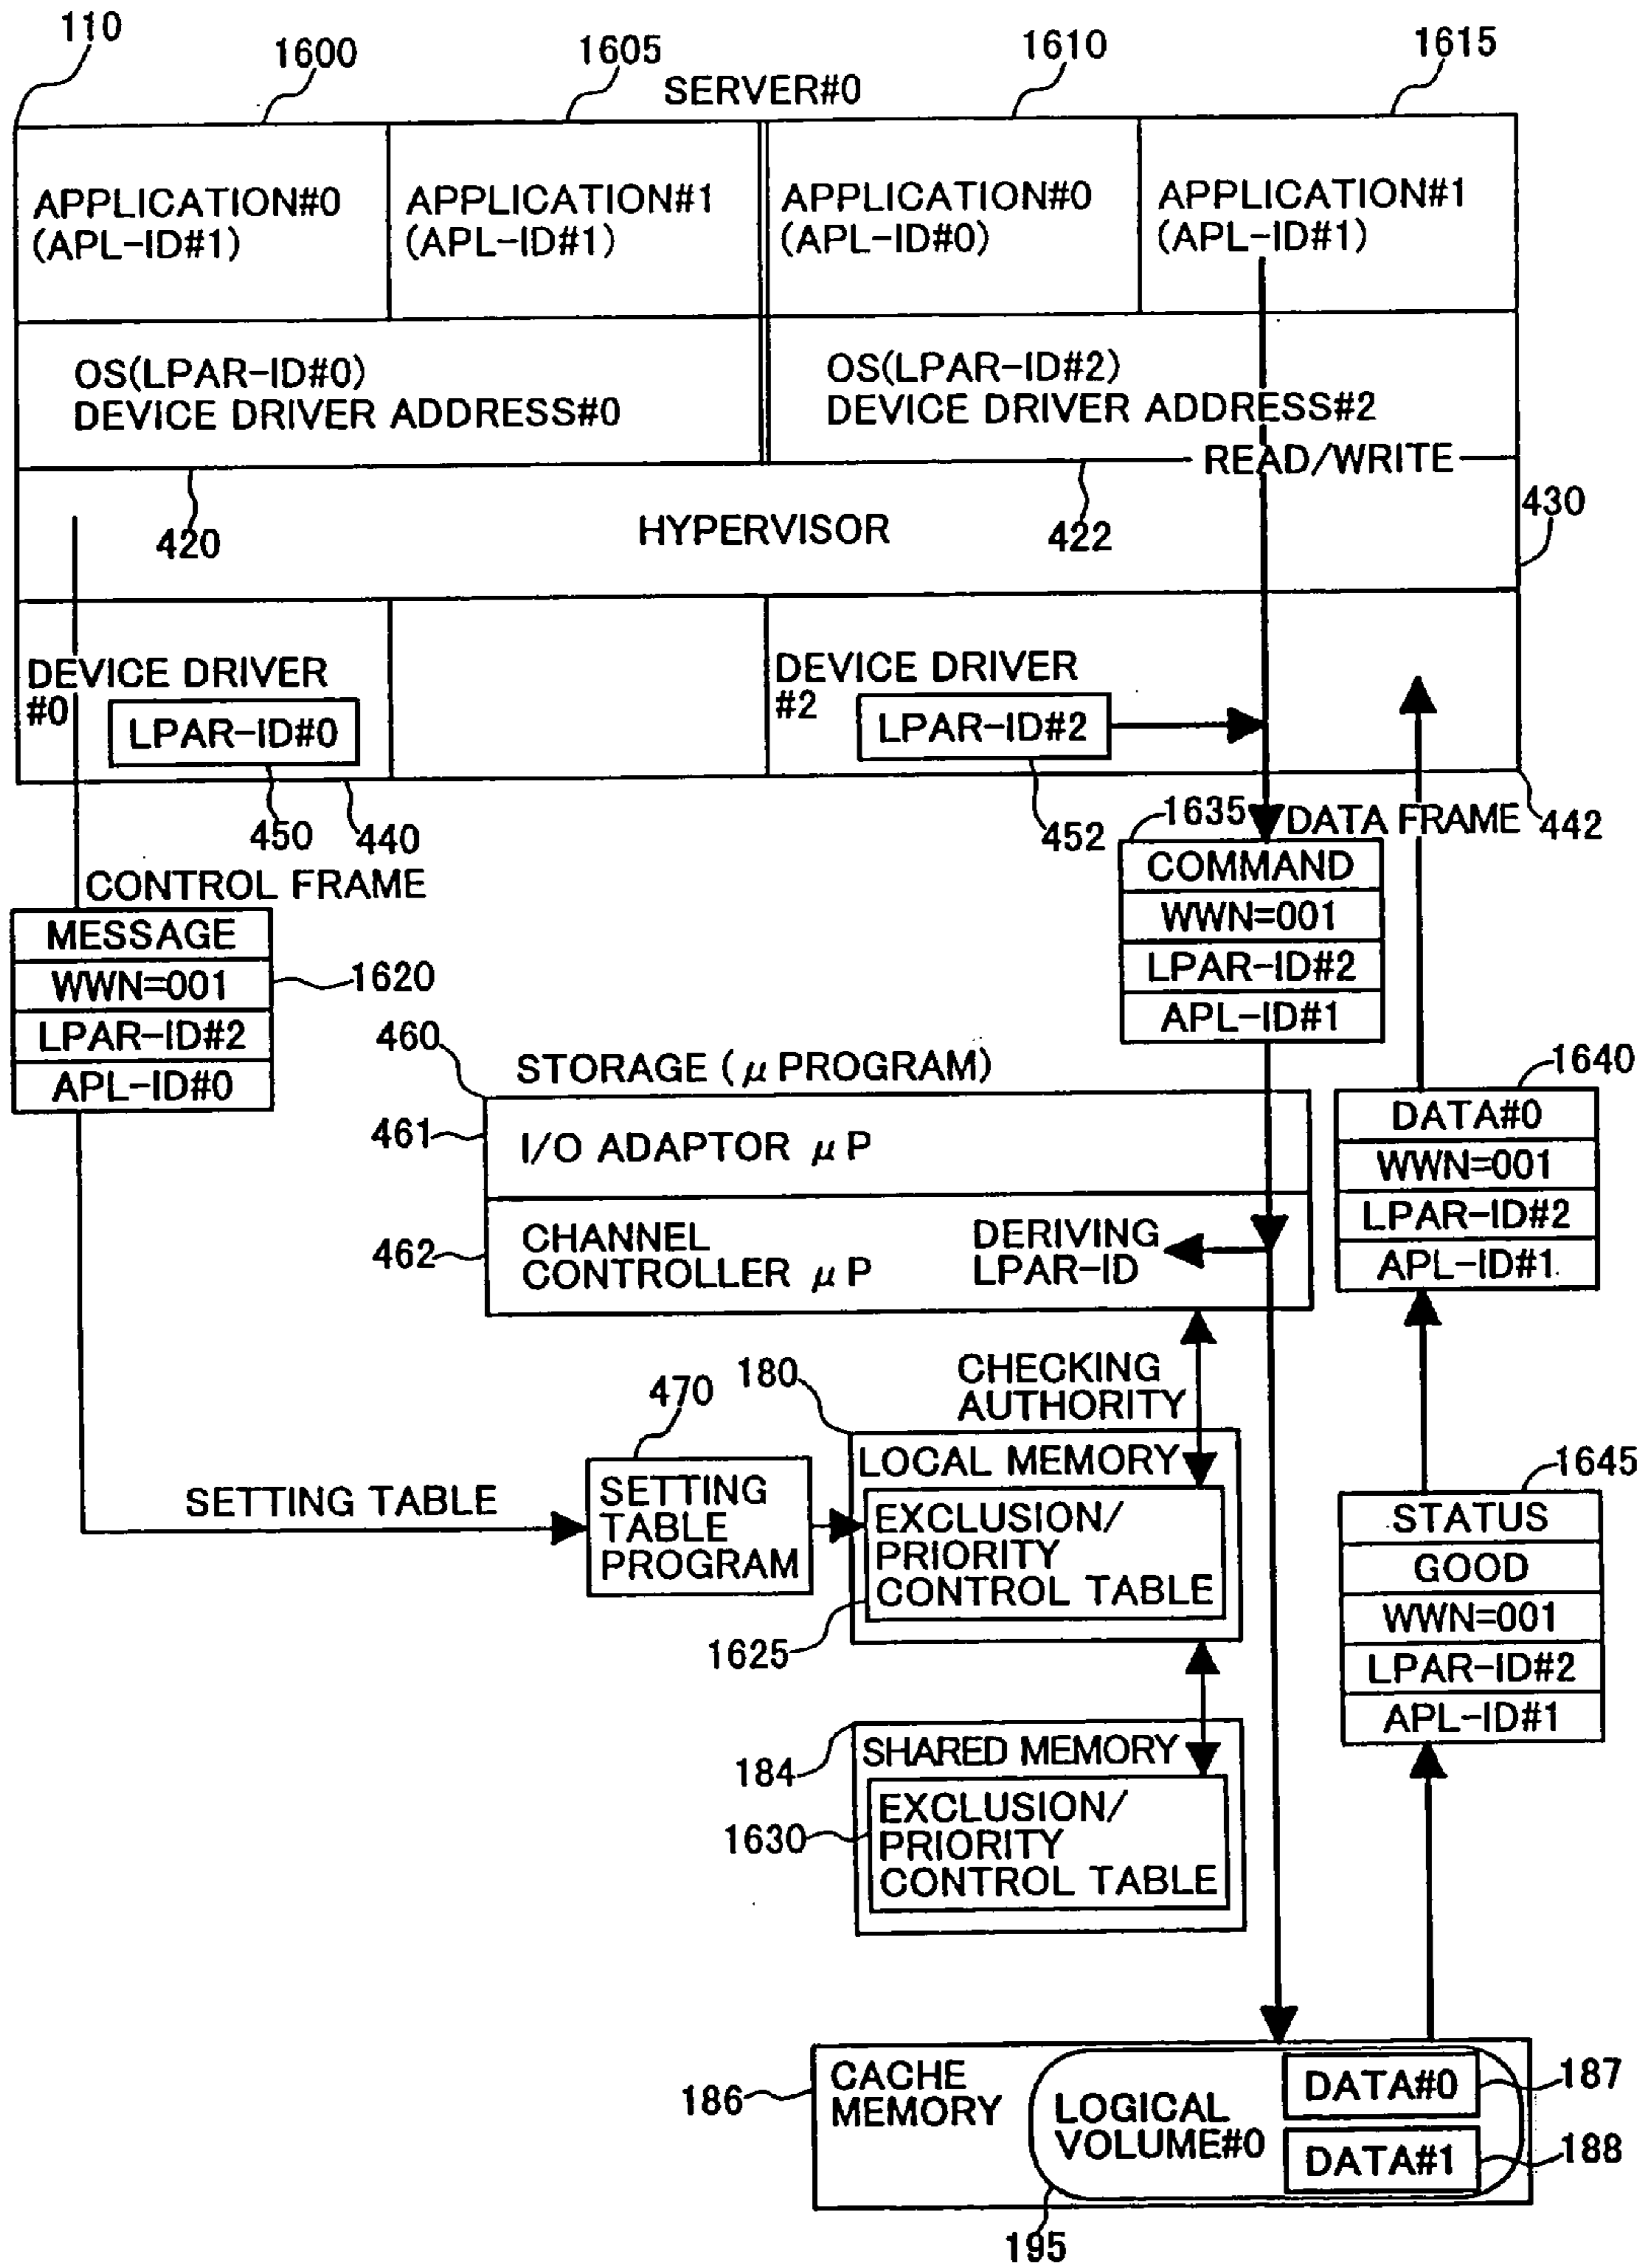 110
1600
1605
1610
1615
SERVER#0
APPLICATION#0
(APL-ID#1)
APPLICATION#1
(APL-ID#1)
APPLICATION#0
(APL-ID#0)
APPLICATION#1
(APL-ID#1)
OS(LPAR-ID#0)
DEVICE DRIVER ADDRESS#0
OS(LPAR-ID#2)
DEVICE DRIVER ADDRESS#2
READ/WRITE
420
HYPERVISOR
422
430
DEVICE DRIVER
#0
LPAR-ID#0
DEVICE DRIVER
#2
LPAR-ID#2
450
440
452
442
CONTROL FRAME
MESSAGE
WWN=001
LPAR-ID#2
APL-ID#0
1620
1635
DATA FRAME
COMMAND
WWN=001
LPAR-ID#2
APL-ID#1
460
STORAGE (μ PROGRAM)
461
I/O ADAPTOR μ P
462
CHANNEL
CONTROLLER μ P
DERIVING
LPAR-ID
1640
DATA#0
WWN=001
LPAR-ID#2
APL-ID#1
CHECKING
AUTHORITY
SETTING TABLE
470
SETTING
TABLE
PROGRAM
180
LOCAL MEMORY
EXCLUSION/
PRIORITY
CONTROL TABLE
1625
1645
STATUS
GOOD
WWN=001
LPAR-ID#2
APL-ID#1
184
SHARED MEMORY
EXCLUSION/
PRIORITY
CONTROL TABLE
1630
186
CACHE
MEMORY
LOGICAL
VOLUME#0
DATA#0
187
DATA#1
188
195